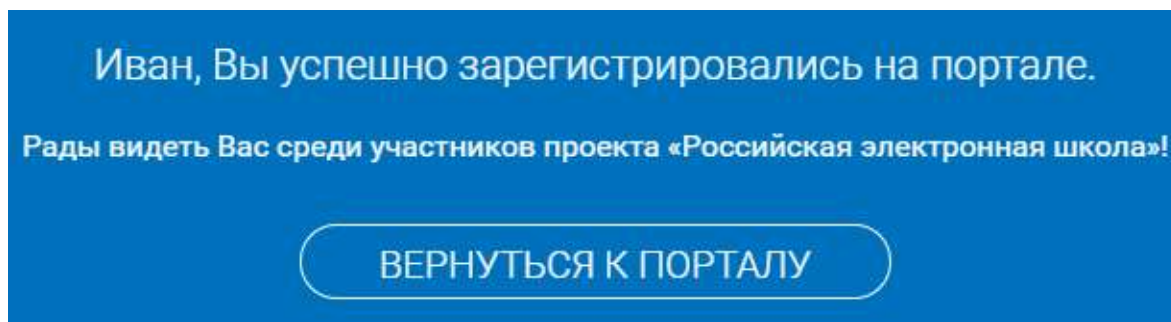 Иван, Вы успешно зарегистрировались на портале.
Рады видеть Вас среди участников проекта «Российская электронная школа»!
ВЕРНУТЬСЯ К ПОРТАЛУ